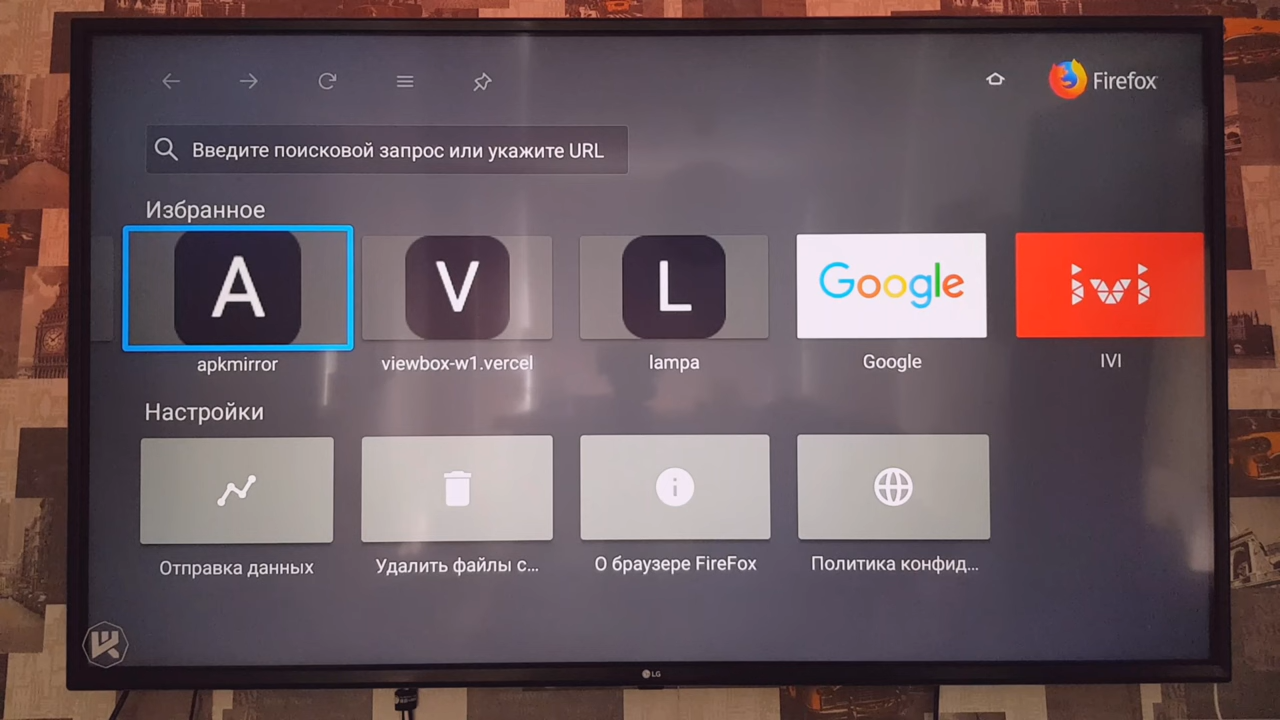 Firefox
Введите поисковой запрос или укажите URL
Избранное
A
V
L
Google
ivi
apkmirror
viewbox-w1.vercel
lampa
Google
IVI
Настройки
Отправка данных
Удалить файлы с...
О браузере FireFox
Политика конфид...
LG